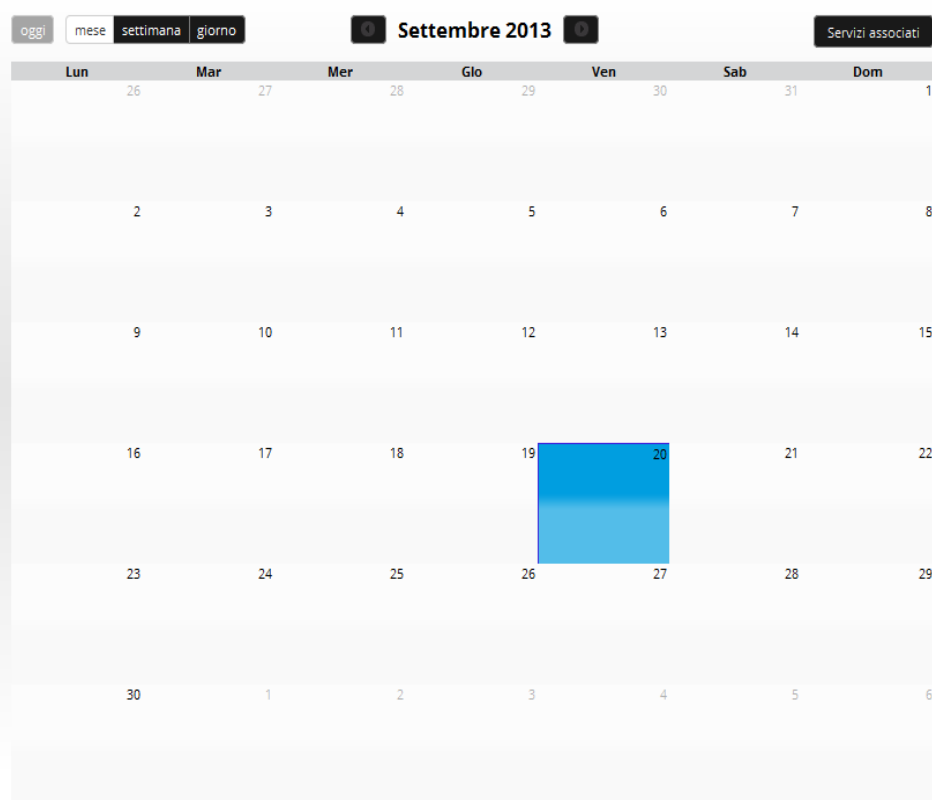 oggi mese settimana giorno Settembre 2013 Servizi associati
Lun Mar Mer Gio Ven Sab Dom
26 27 28 29 30 31 1
2 3 4 5 6 7 8
9 10 11 12 13 14 15
16 17 18 19 20 21 22
23 24 25 26 27 28 29
30 1 2 3 4 5 6